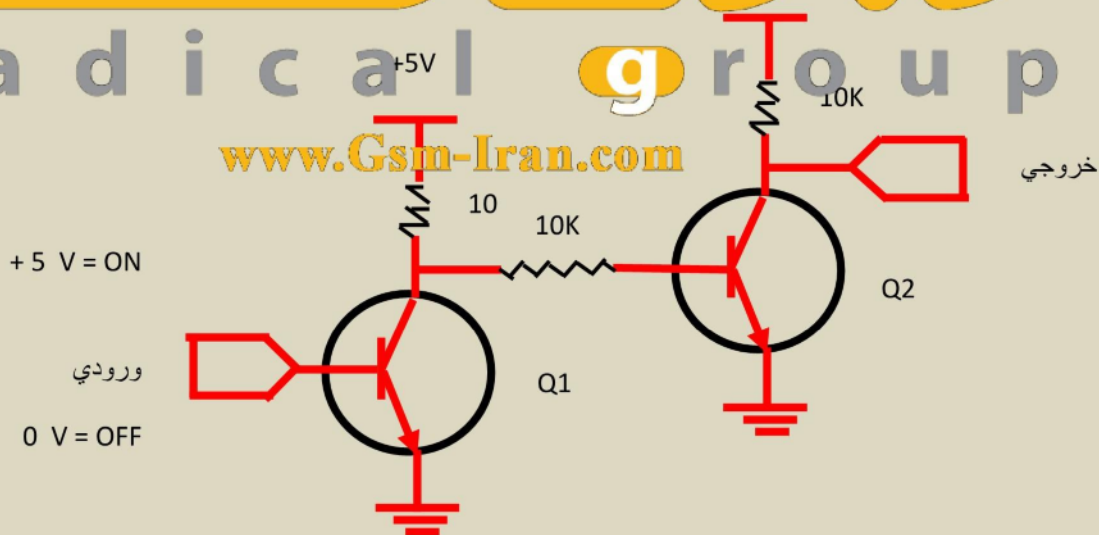 adical group
+5V
10K
www.Gsm-Iran.com
خروجي
10
10K
+ 5 V = ON
Q2
ورودي
Q1
0 V = OFF